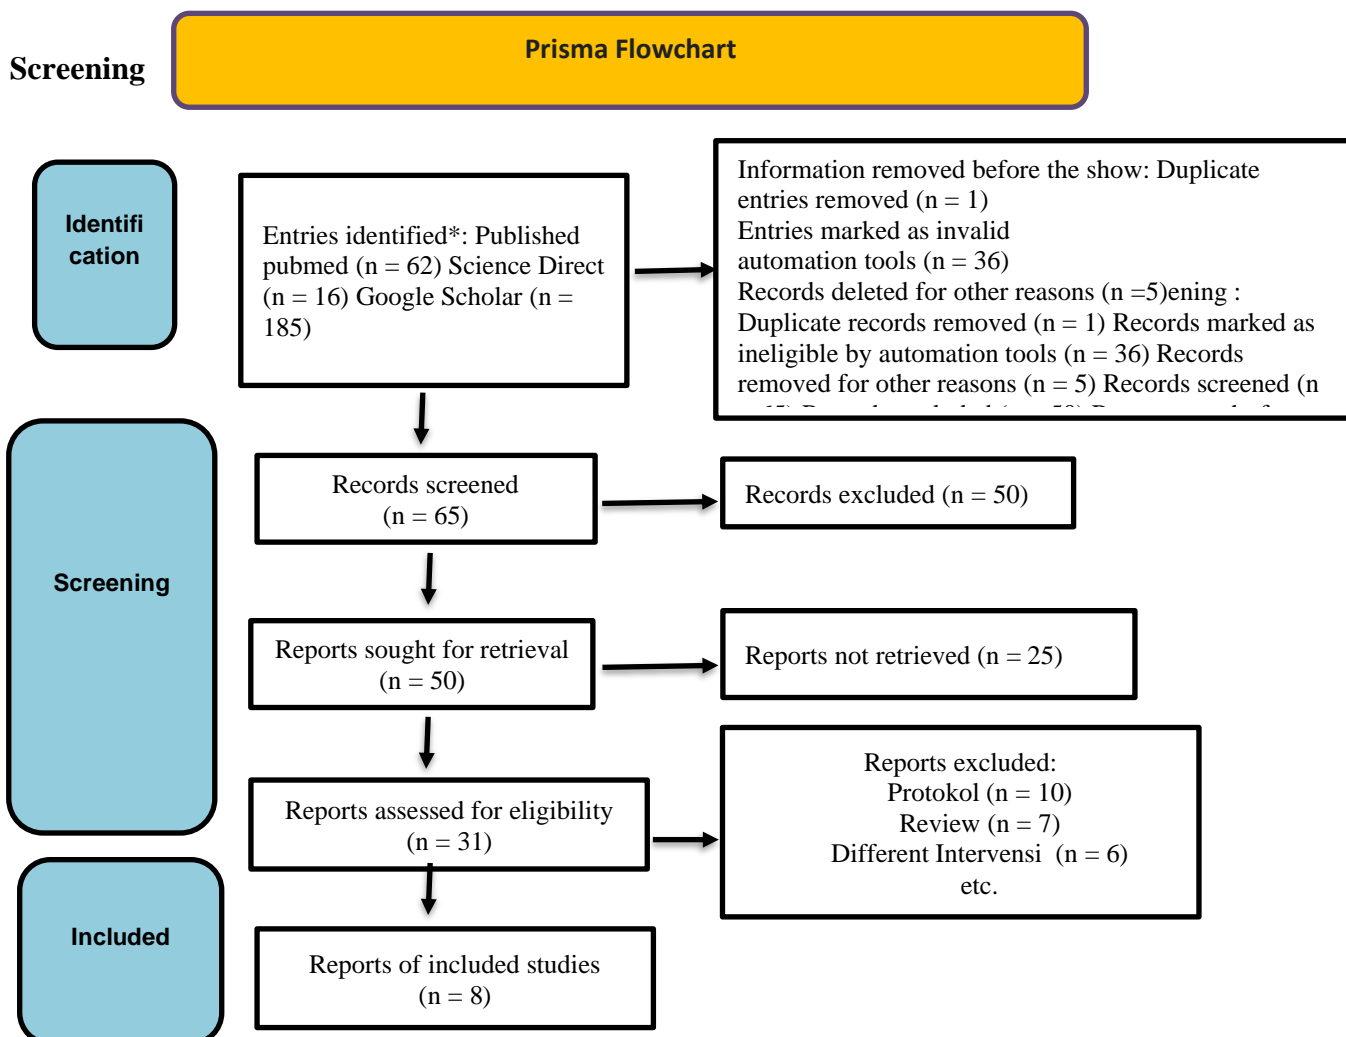 Prisma Flowchart
Screening
Identifi
cation
Entries identified*: Published
pubmed (n = 62) Science Direct
(n = 16) Google Scholar (n =
185)
Information removed before the show: Duplicate
entries removed (n = 1)
Entries marked as invalid
automation tools (n = 36)
Records deleted for other reasons (n =5)ening :
Duplicate records removed (n = 1) Records marked as
ineligible by automation tools (n = 36) Records
removed for other reasons (n = 5) Records screened (n
Screening
Records screened
(n = 65)
Records excluded (n = 50)
Reports sought for retrieval
(n = 50)
Reports not retrieved (n = 25)
Reports assessed for eligibility
(n = 31)
Reports excluded:
Protokol (n = 10)
Review (n = 7)
Different Intervensi (n = 6)
etc.
Included
Reports of included studies
(n = 8)